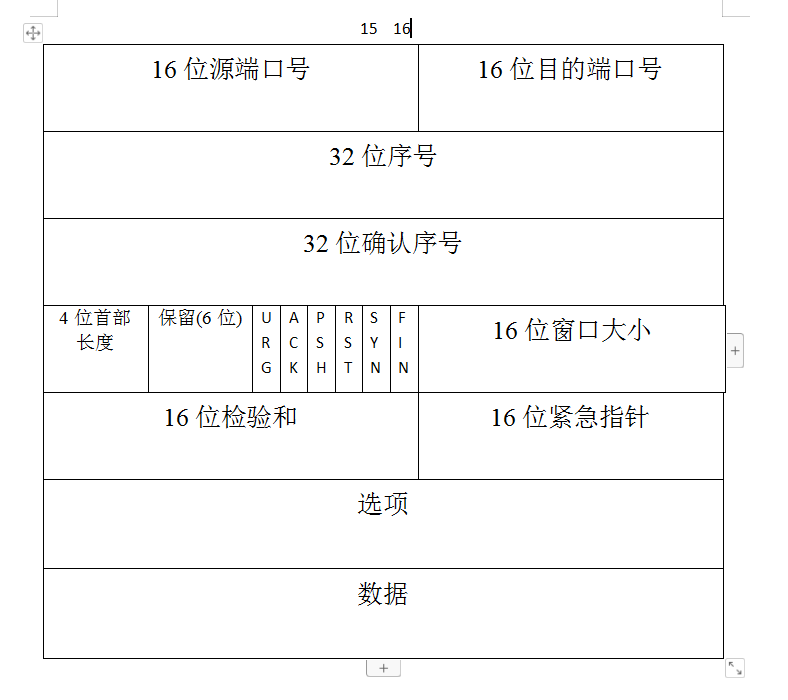 15 16
16 位源端口号 16 位目的端口号
32 位序号
32 位确认序号
4 位首部长度 保留(6 位) URG ACK PSH RST SYN FIN 16 位窗口大小
16 位检验和 16 位紧急指针
选项
数据